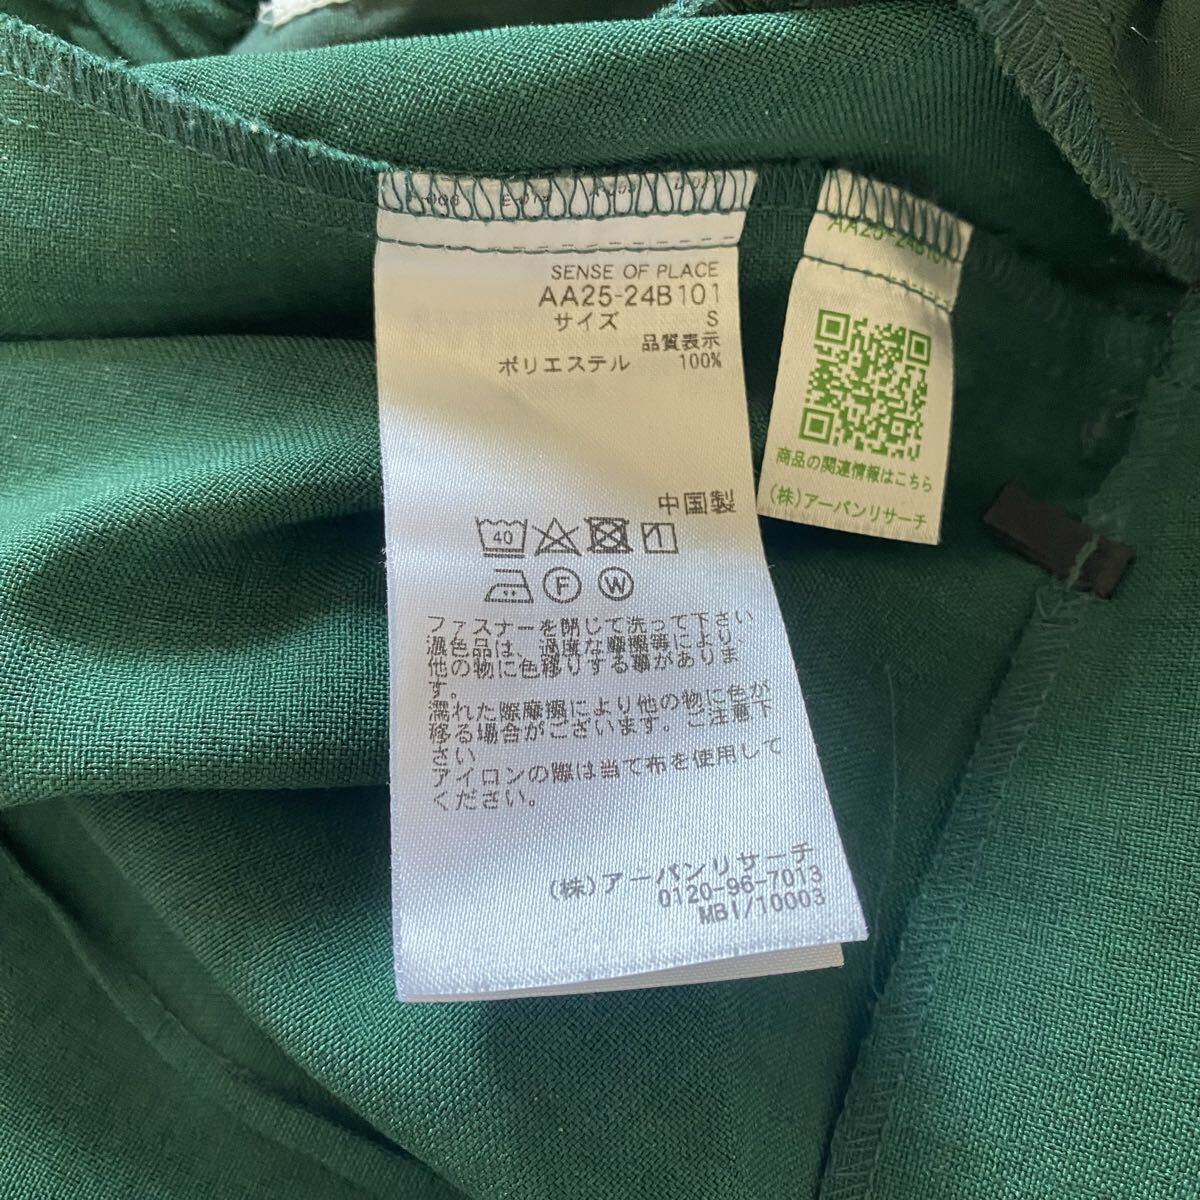 SENSE OF PLACE
AA25-24B101
サイズ S
品質表示
ポリエステル 100%
中国製
40
F
W
ファスナーを閉じて洗って下さい
濃色品は、過度な摩擦等により、
他の物に色移りする事がありま
す。
濡れた際摩擦により他の物に色が
移る場合がございます。ご注意下
さい
アイロンの際は当て布を使用して
ください。
(株)アーバンリサーチ
0120-96-7013
MBI/10003
AA25-24B101
商品の関連情報はこちら
(株)アーバンリサーチ